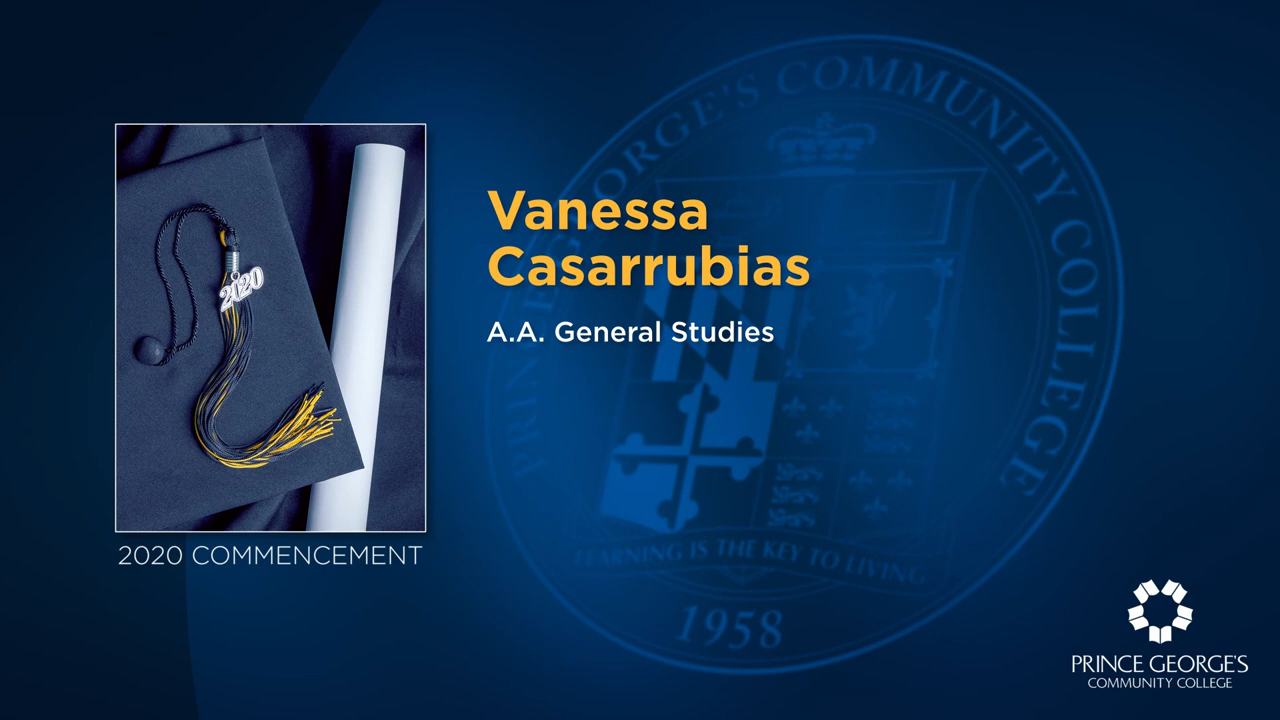 PRINCE GEORGE'S COMMUNITY COLLEGE
Vanessa
Casarrubias
A.A. General Studies
2020
2020 COMMENCEMENT
LEARNING IS THE KEY TO LIVING
1958
PRINCE GEORGE'S
COMMUNITY COLLEGE